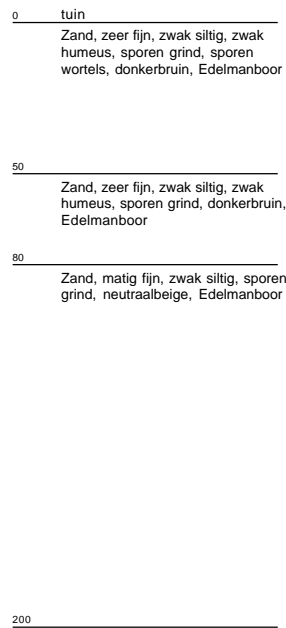 0 tuin
Zand, zeer fijn, zwak siltig, zwak
humeus, sporen grind, sporen
wortels, donkerbruin, Edelmanboor
50
Zand, zeer fijn, zwak siltig, zwak
humeus, sporen grind, donkerbruin,
Edelmanboor
80
Zand, matig fijn, zwak siltig, sporen
grind, neutraalbeige, Edelmanboor
200